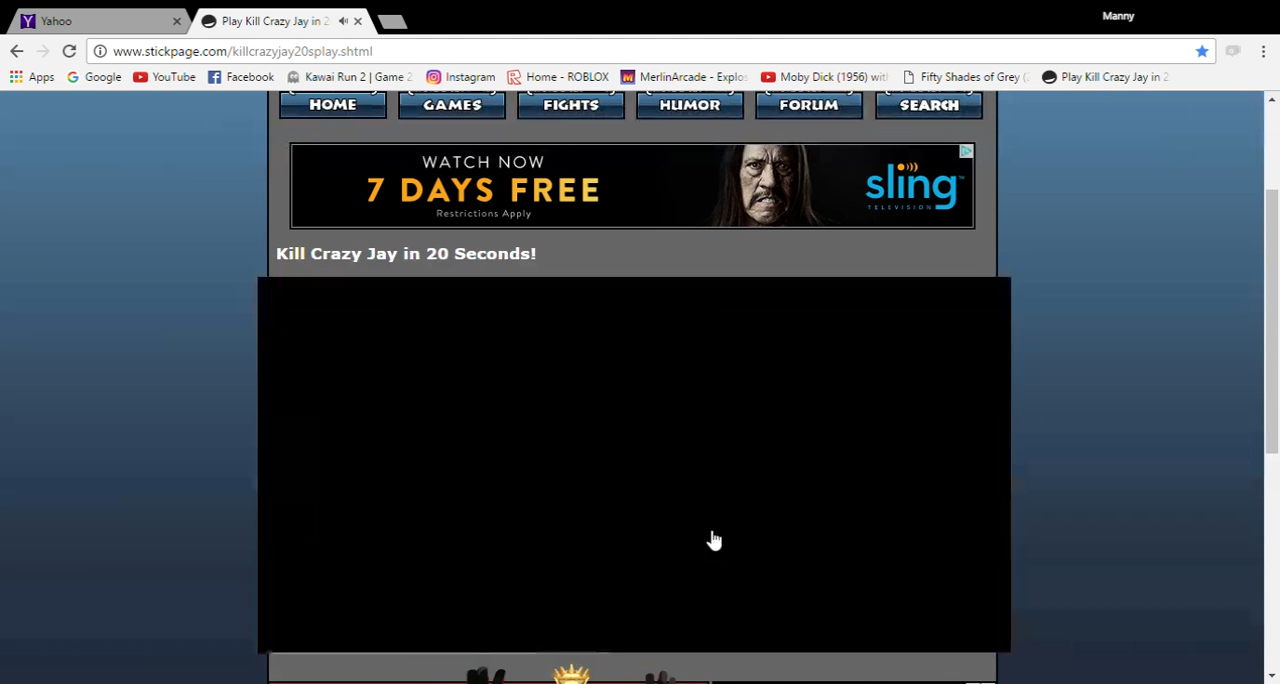 Yahoo
Play Kill Crazy Jay in 2
Manny
www.stickpage.com/killcrazyjay20splay.shtml
Apps
Google
YouTube
Facebook
Kawai Run 2 | Game 2
Instagram
Home - ROBLOX
MerlinArcade - Explo
Moby Dick (1956) wit
Fifty Shades of Grey (
Play Kill Crazy Jay in 2
HOME
GAMES
FIGHTS
HUMOR
FORUM
SEARCH
WATCH NOW
7 DAYS FREE
Restrictions Apply
sling
TELEVISION
Kill Crazy Jay in 20 Seconds!